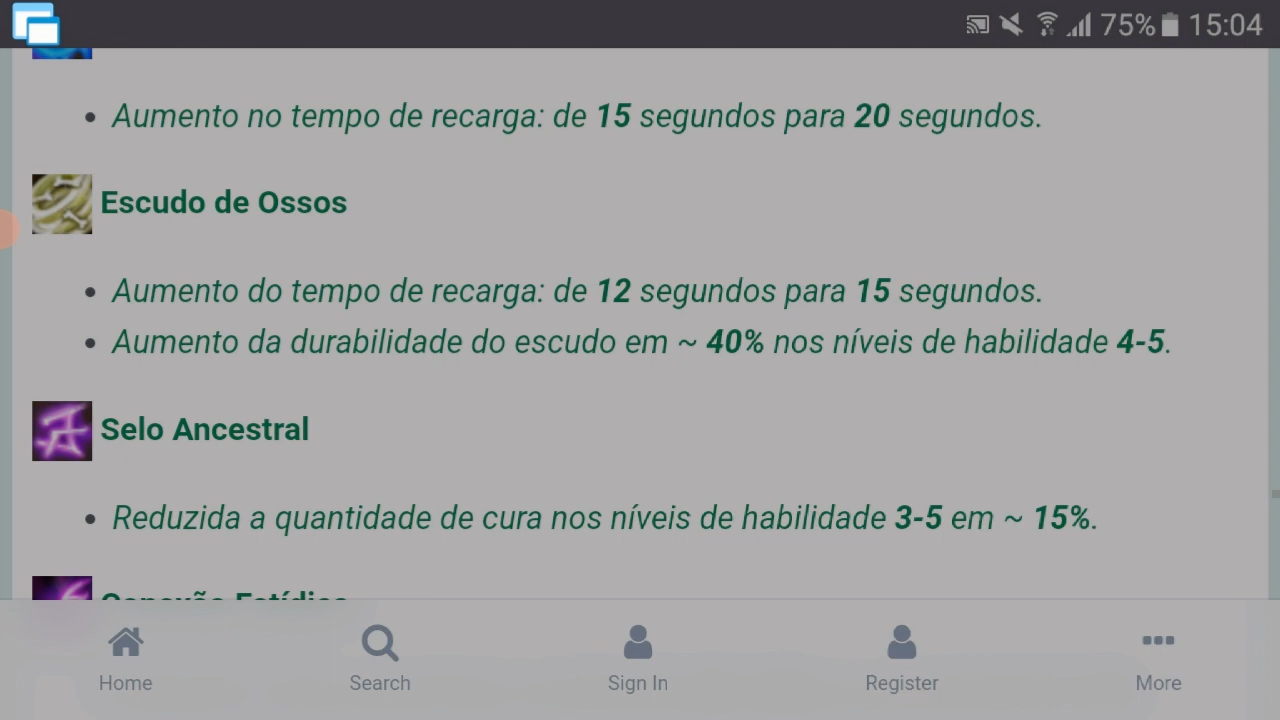 75% 15:04
Aumento no tempo de recarga: de 15 segundos para 20 segundos.
Escudo de Ossos
Aumento do tempo de recarga: de 12 segundos para 15 segundos.
Aumento da durabilidade do escudo em ~ 40% nos níveis de habilidade 4-5.
Selo Ancestral
Reduzida a quantidade de cura nos níveis de habilidade 3-5 em ~ 15%.
Home Search Sign In Register More